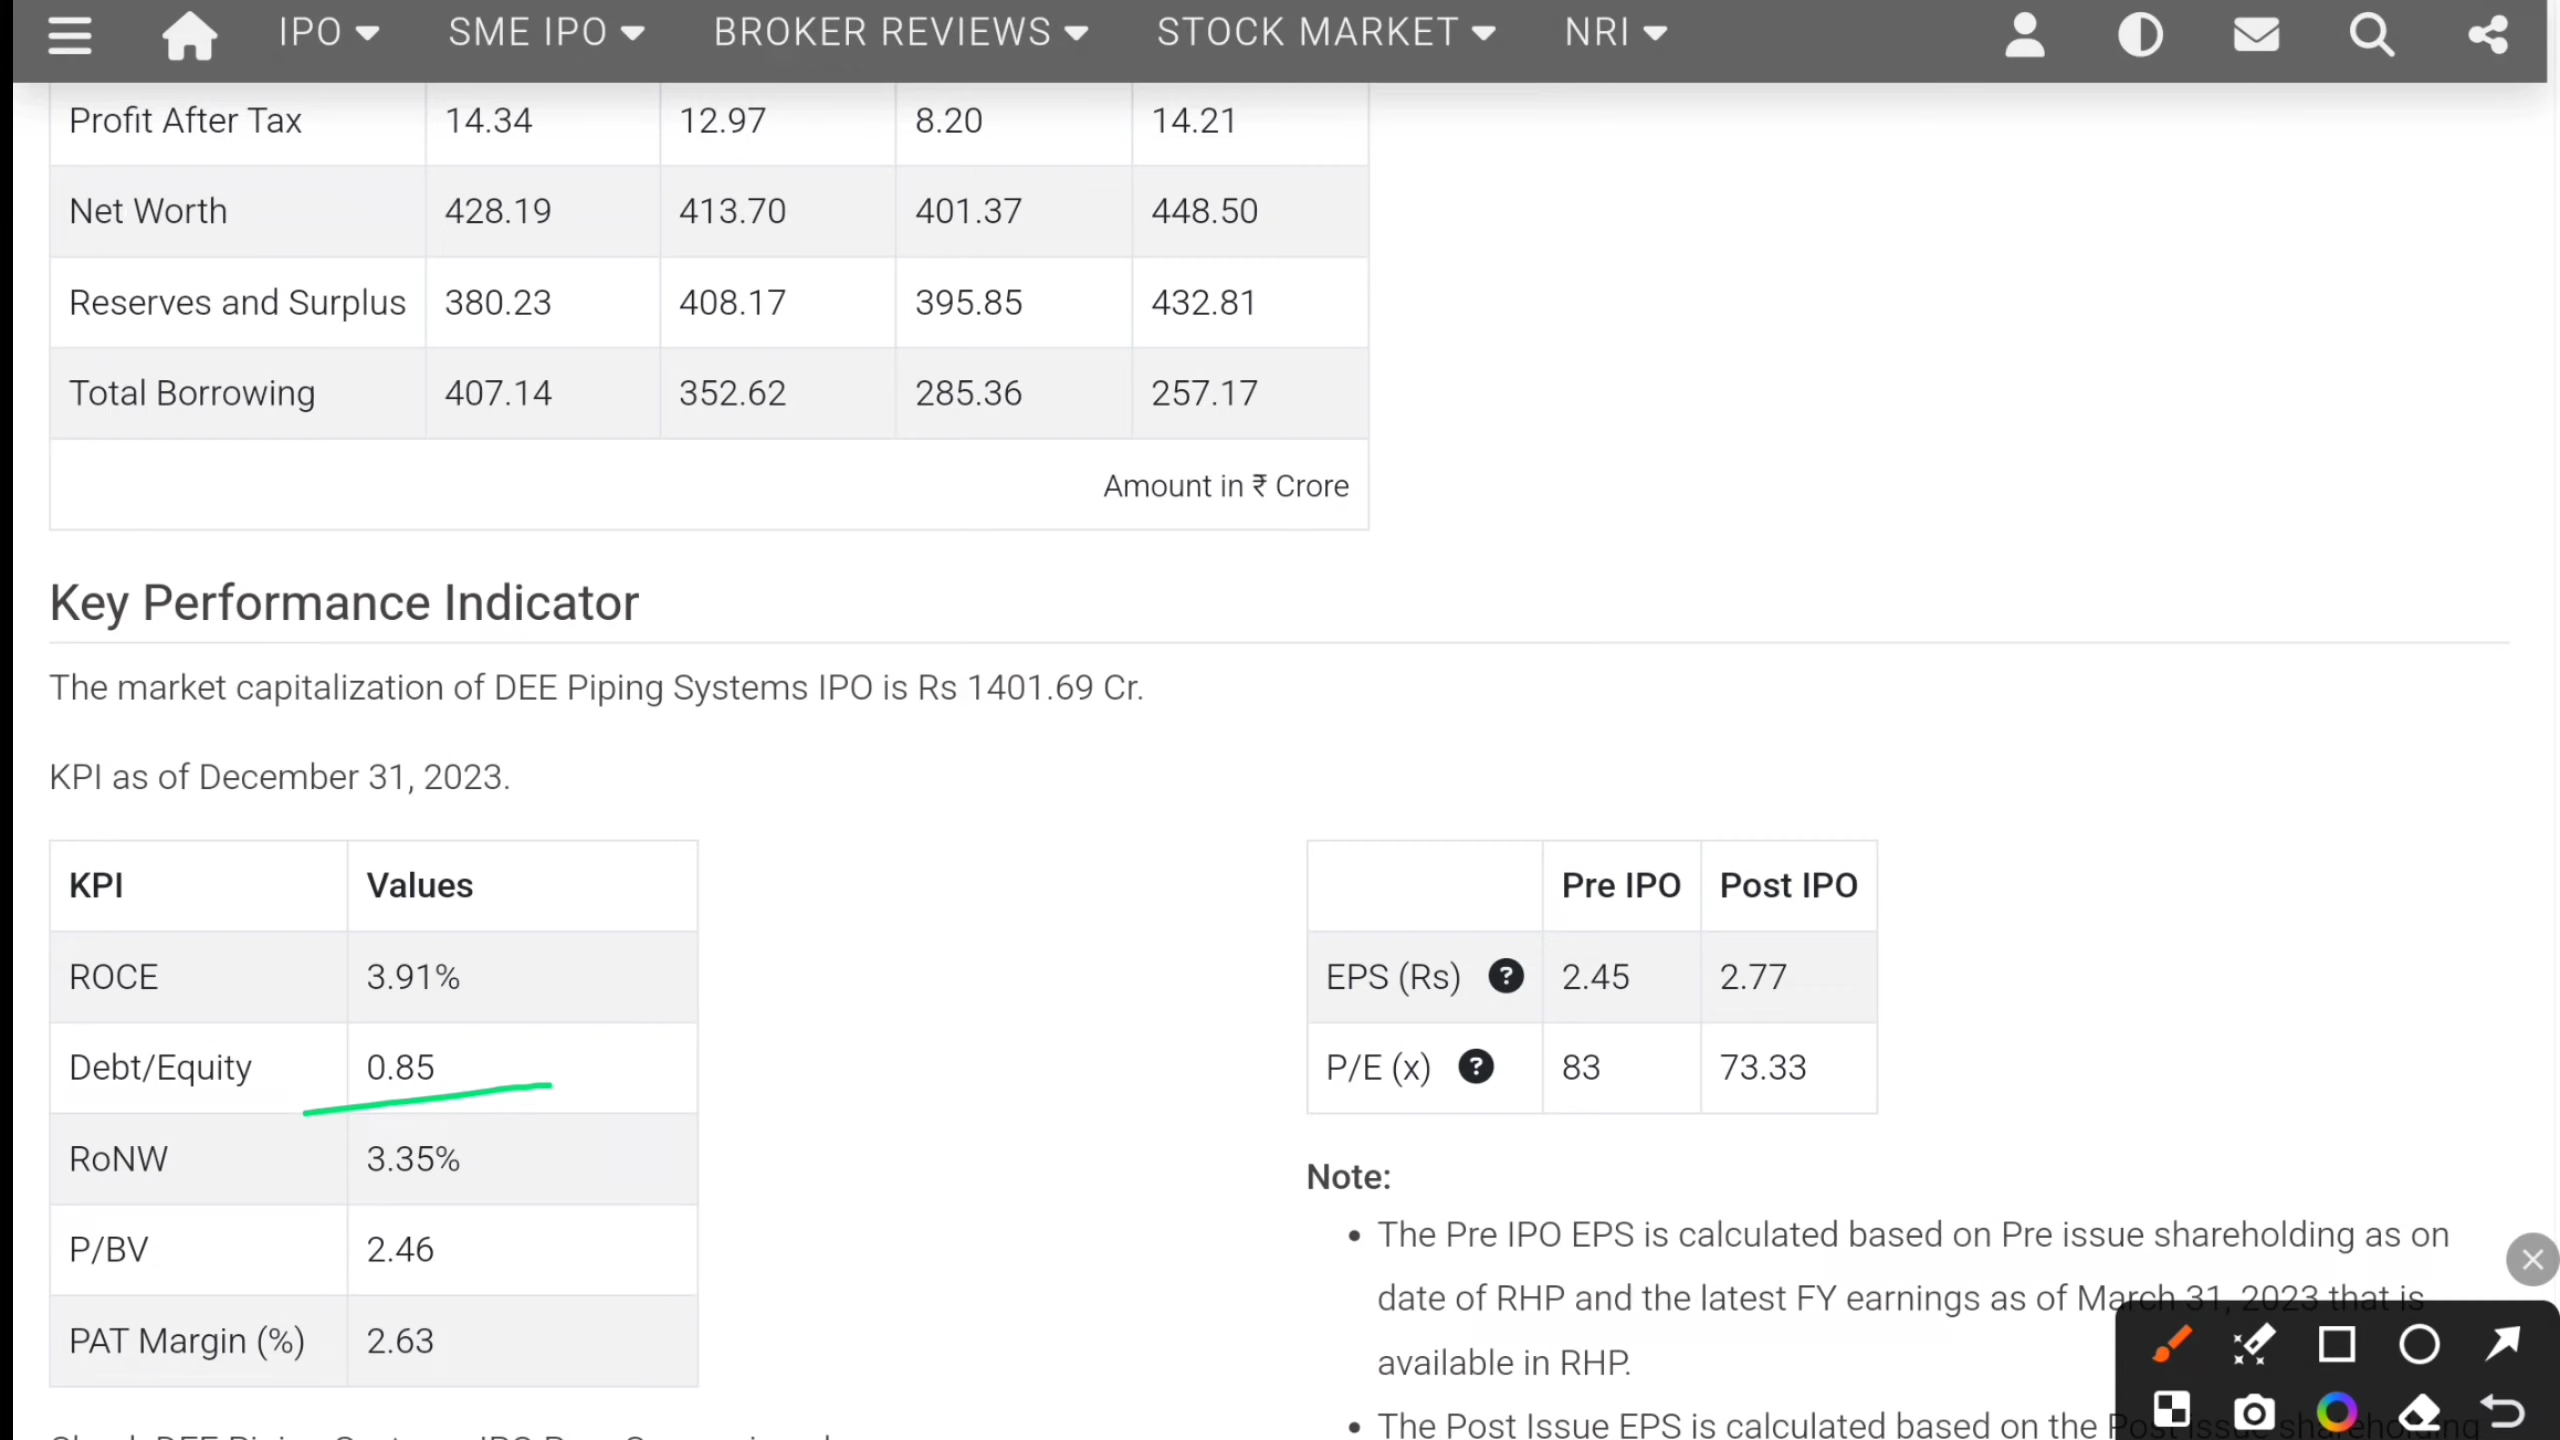 IPO SME IPO BROKER REVIEWS STOCK MARKET NRI
Profit After Tax 14.34 12.97 8.20 14.21
Net Worth 428.19 413.70 401.37 448.50
Reserves and Surplus 380.23 408.17 395.85 432.81
Total Borrowing 407.14 352.62 285.36 257.17
Amount in ₹ Crore
Key Performance Indicator
The market capitalization of DEE Piping Systems IPO is Rs 1401.69 Cr.
KPI as of December 31, 2023.
KPI Values
ROCE 3.91%
Debt/Equity 0.85
RoNW 3.35%
P/BV 2.46
PAT Margin (%) 2.63
Pre IPO Post IPO
EPS (Rs) ? 2.45 2.77
P/E (x) ? 83 73.33
Note:
• The Pre IPO EPS is calculated based on Pre issue shareholding as on
date of RHP and the latest FY earnings as of March 31, 2023 that is
available in RHP.
• The Post Issue EPS is calculated based on the Post issue shareholding